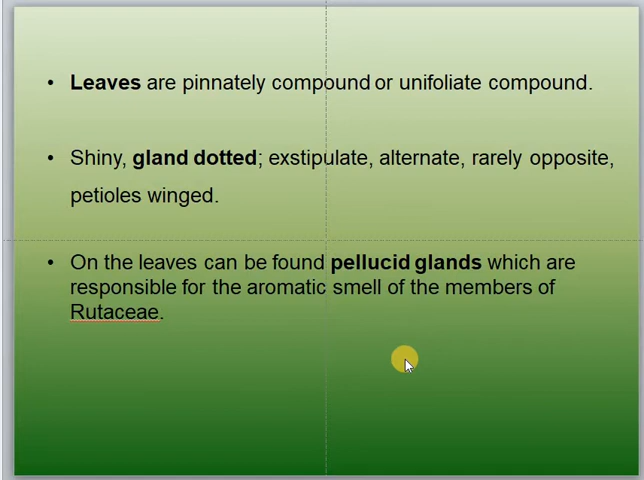 • Leaves are pinnately compound or unifoliate compound.
• Shiny, gland dotted; exstipulate, alternate, rarely opposite,
petioles winged.
• On the leaves can be found pellucid glands which are
responsible for the aromatic smell of the members of
Rutaceae.